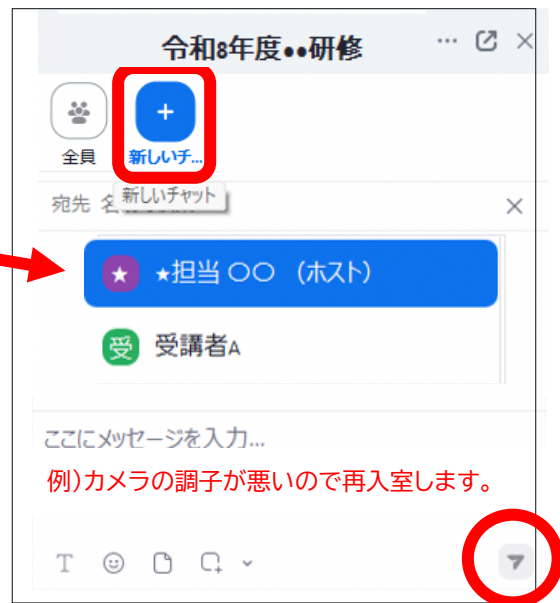 令和8年度●●研修
全員
新しいチ...
宛先
新しいチャット
★担当 〇〇 （ホスト）
受 受講者A
ここにメッセージを入力...
例)カメラの調子が悪いので再入室します。